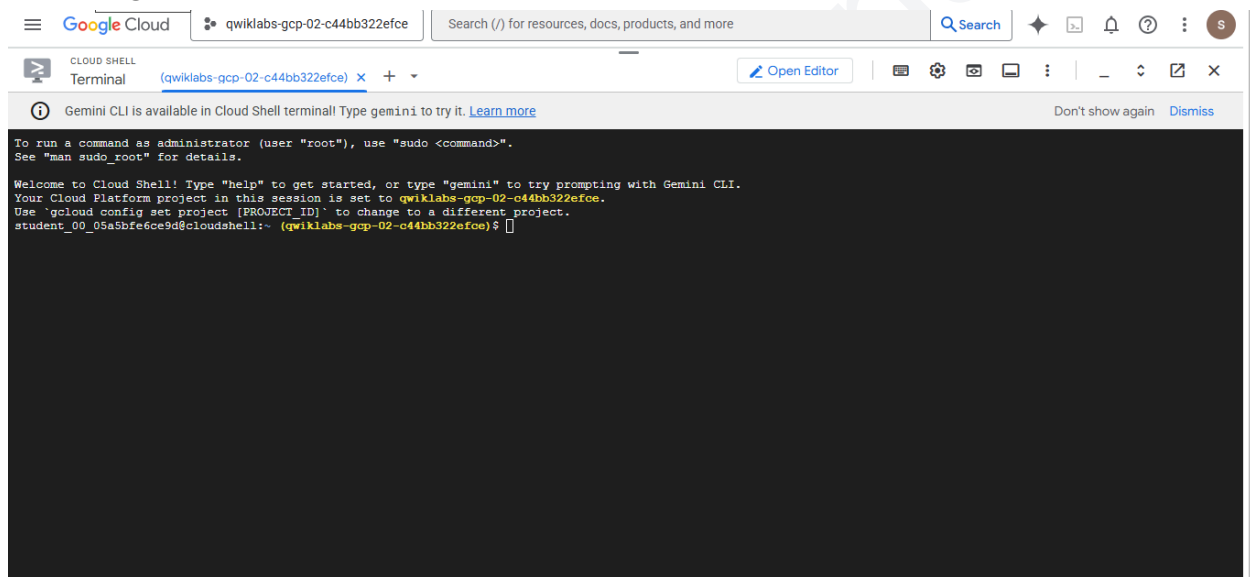 Google Cloud
qwiklabs-gcp-02-c44bb322efce
Search (/) for resources, docs, products, and more
Search
S
CLOUD SHELL
Terminal
(qwiklabs-gcp-02-c44bb322efce)
Open Editor
Gemini CLI is available in Cloud Shell terminal! Type gemini to try it. Learn more
Don't show again
Dismiss
To run a command as administrator (user "root"), use "sudo <command>".
See "man sudo_root" for details.
Welcome to Cloud Shell! Type "help" to get started, or type "gemini" to try prompting with Gemini CLI.
Your Cloud Platform project in this session is set to qwiklabs-gcp-02-c44bb322efce.
Use `gcloud config set project [PROJECT_ID]` to change to a different project.
student_00_05a5bfe6ce9d@cloudshell:~ (qwiklabs-gcp-02-c44bb322efce)$